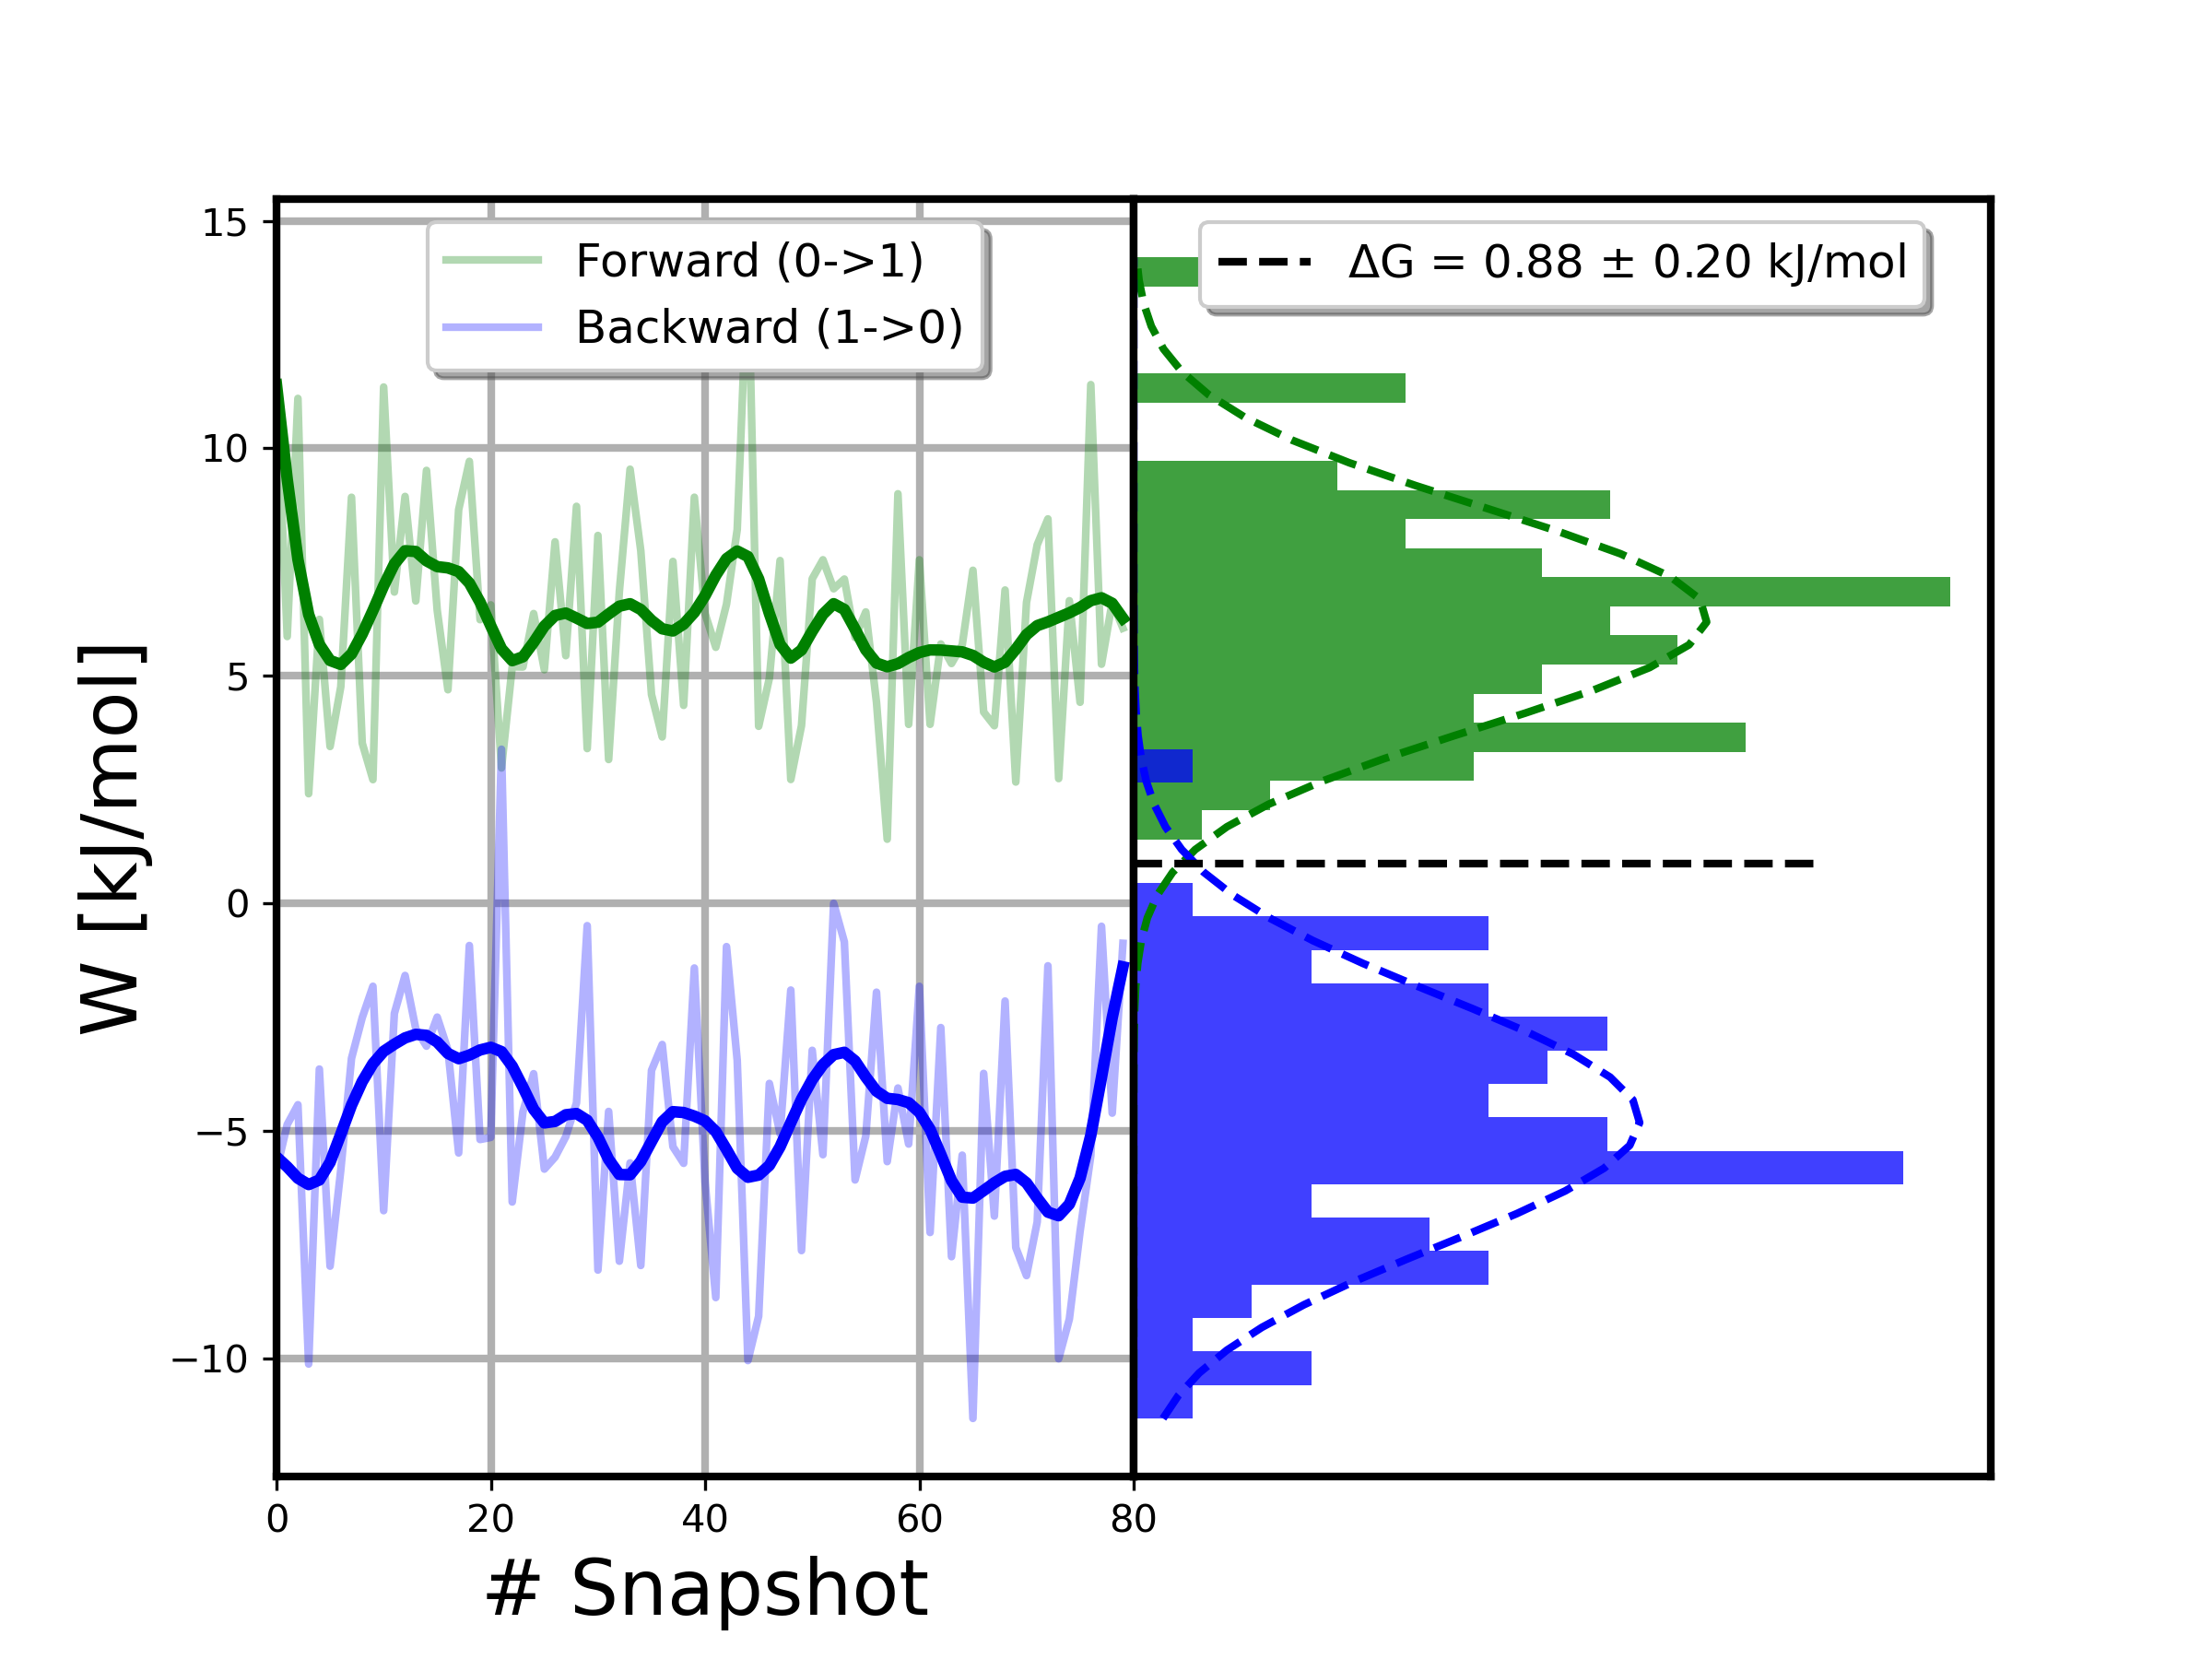 15
10
5
0
−5
−10
W [kJ/mol]
Forward (0->1)
Backward (1->0)
ΔG = 0.88 ± 0.20 kJ/mol
0 20 40 60 80
# Snapshot